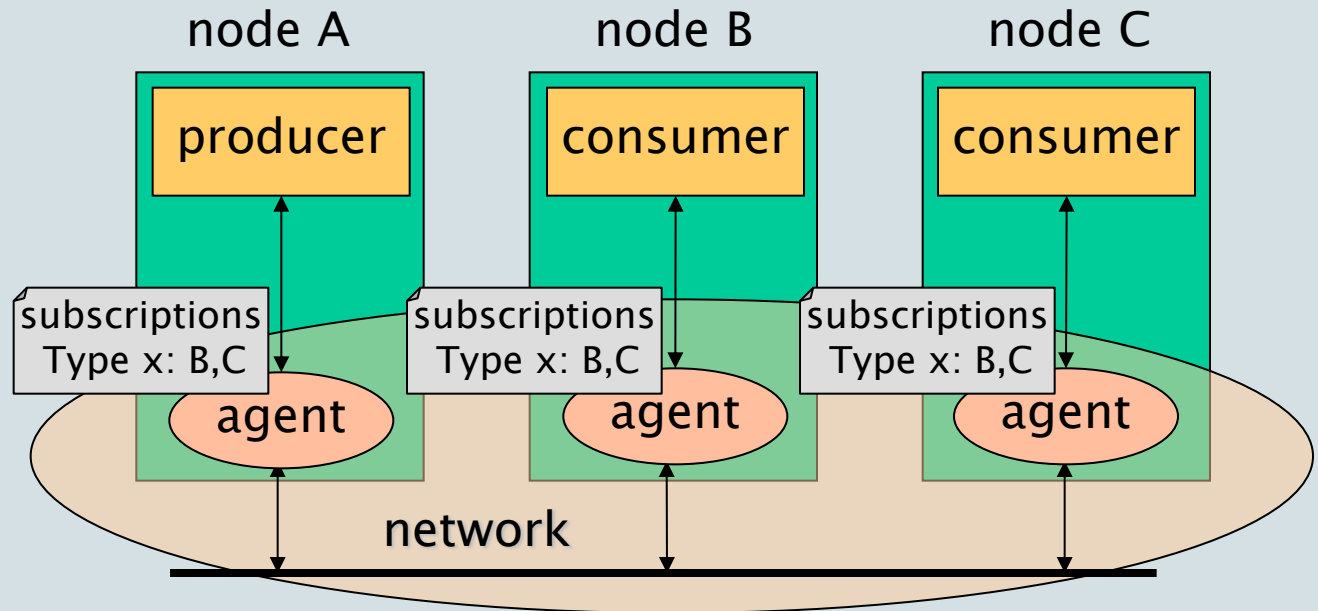 node A
node B
node C
producer
consumer
consumer
subscriptions
Type x: B,C
subscriptions
Type x: B,C
subscriptions
Type x: B,C
agent
agent
agent
network